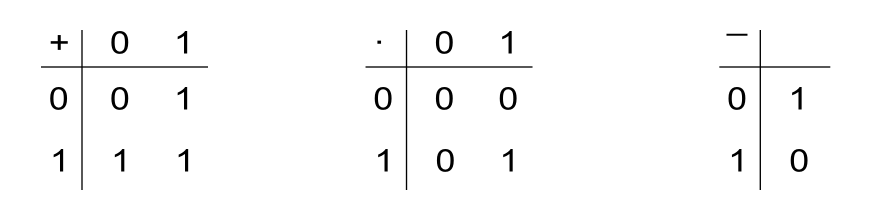 + 0 1 · 0 1 —
0 0 1 0 0 0 0 1
1 1 1 1 0 1 1 0